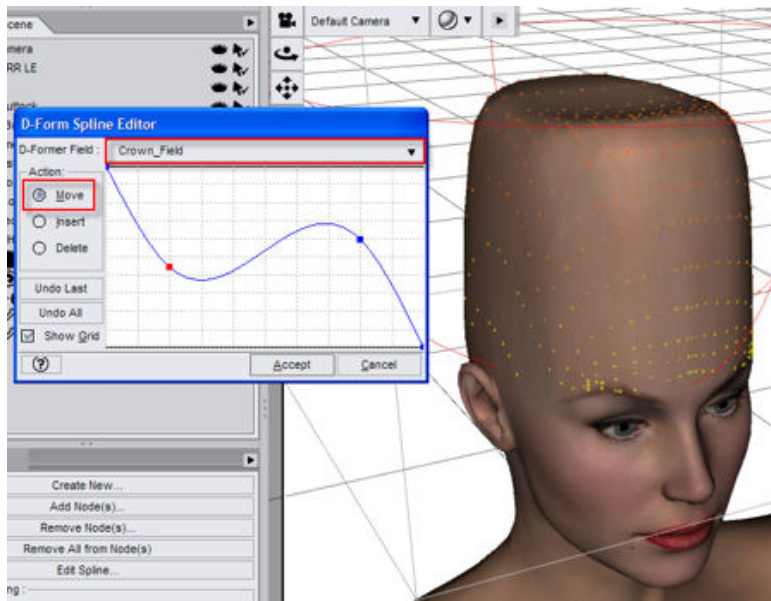 cene
Default Camera
mera
RR LE
D-Form Spline Editor
D-Former Field :
Crown_Field
Action:
Move
Insert
Delete
Undo Last
Undo All
Show Grid
Accept
Cancel
Create New...
Add Node(s)...
Remove Node(s)...
Remove All from Node(s)
Edit Spline...
ng :